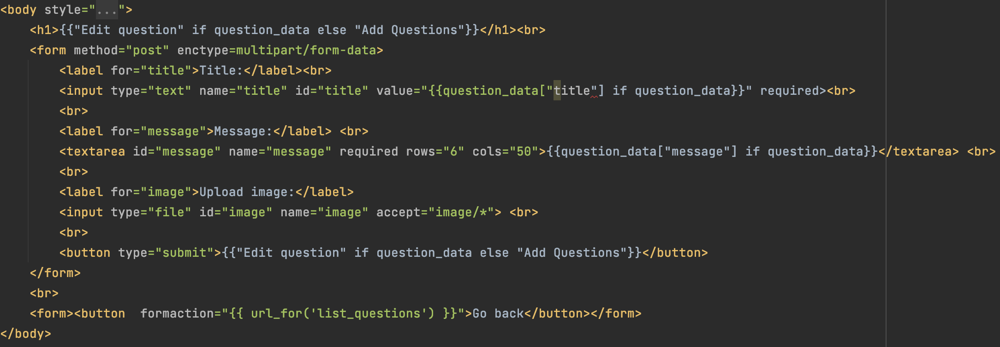 <body style="...">
    <h1>{{"Edit question" if question_data else "Add Questions"}}</h1><br>
    <form method="post" enctype=multipart/form-data>
        <label for="title">Title:</label><br>
        <input type="text" name="title" id="title" value="{{question_data["title"] if question_data}}" required><br>
        <br>
        <label for="message">Message:</label> <br>
        <textarea id="message" name="message" required rows="6" cols="50">{{question_data["message"] if question_data}}</textarea> <br>
        <br>
        <label for="image">Upload image:</label>
        <input type="file" id="image" name="image" accept="image/*"> <br>
        <br>
        <button type="submit">{{"Edit question" if question_data else "Add Questions"}}</button>
    </form>
    <br>
    <form><button  formaction="{{ url_for('list_questions') }}">Go back</button></form>
</body>